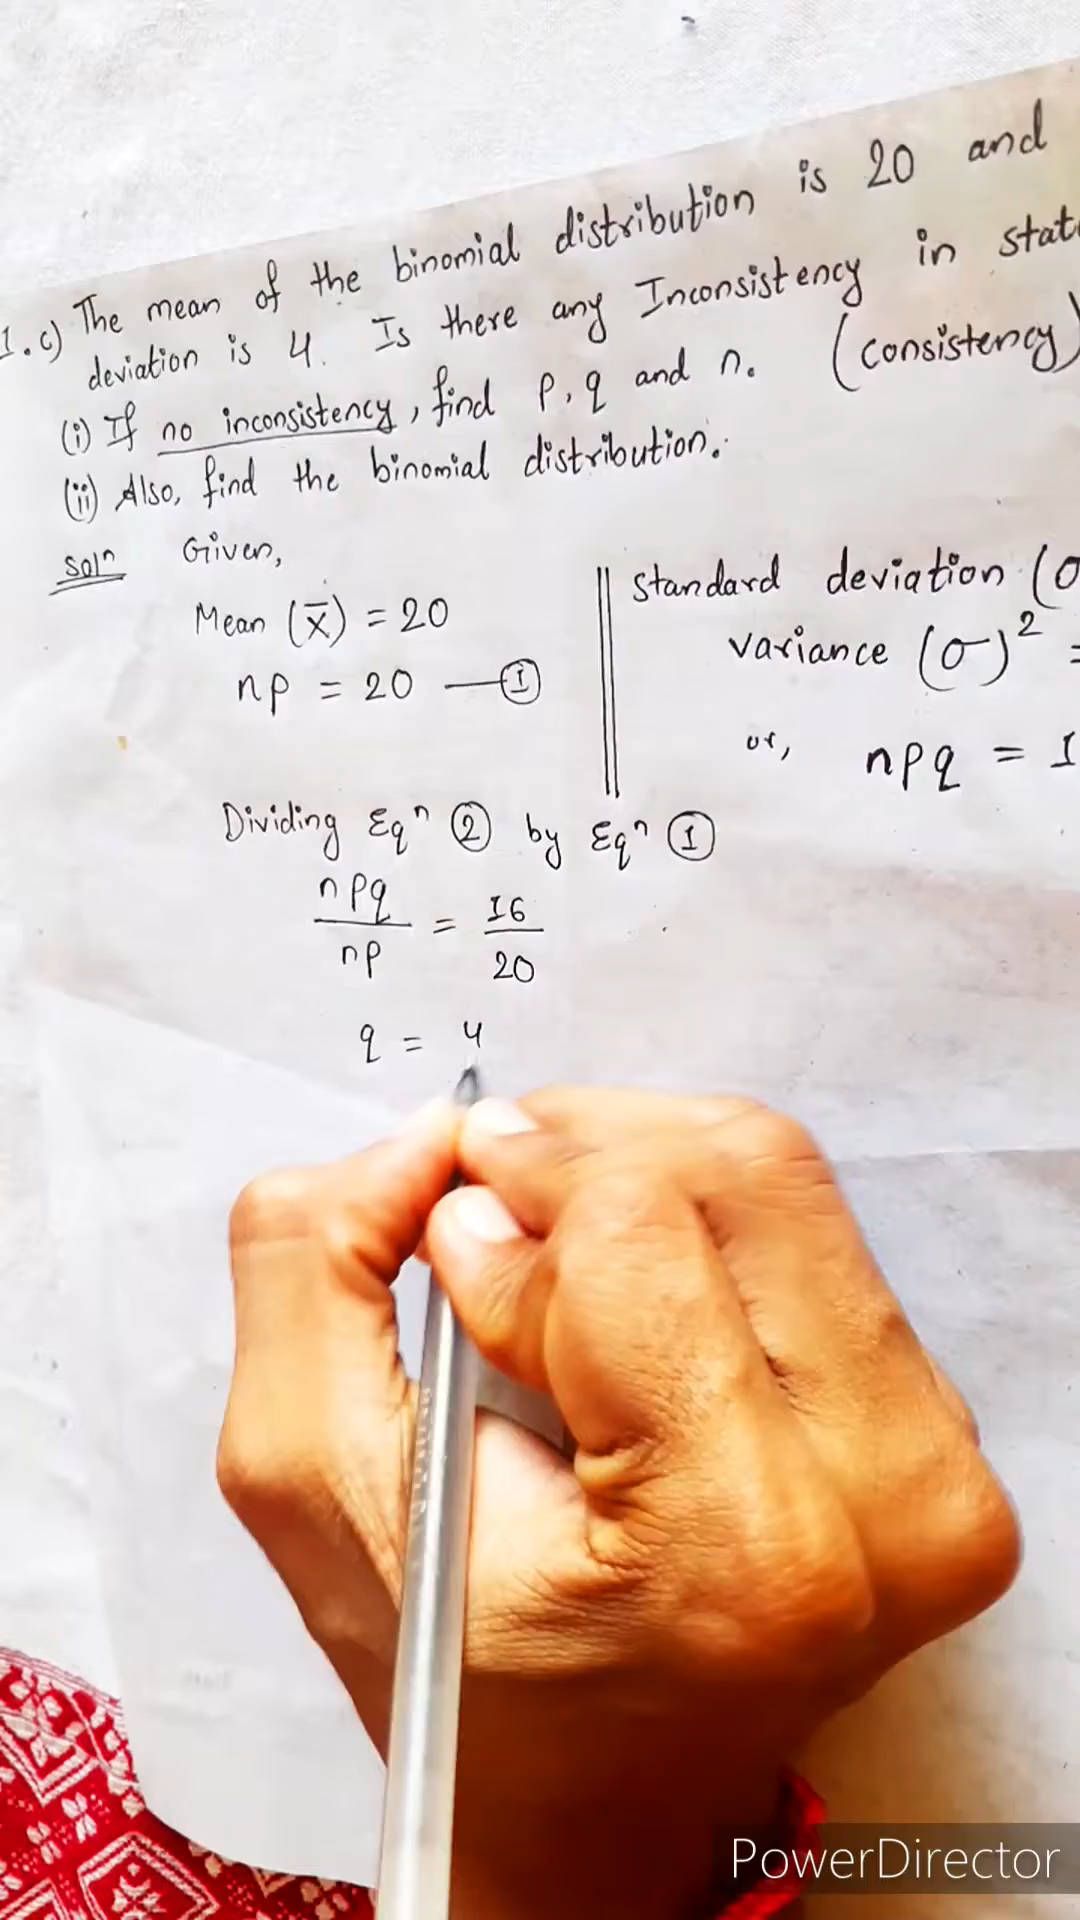 1.c) The mean of the binomial distribution is 20 and
deviation is 4. Is there any Inconsistency in
(i) If no inconsistency, find p, q and n. (consistency)
(ii) Also, find the binomial distribution.
Solⁿ Given,
Mean (x̅) = 20
np = 20 — ①
standard deviation (σ
variance (σ)² =
or, npq = 1
Dividing Eqⁿ ② by Eqⁿ ①
npq/np = 16/20
q = 4
PowerDirector